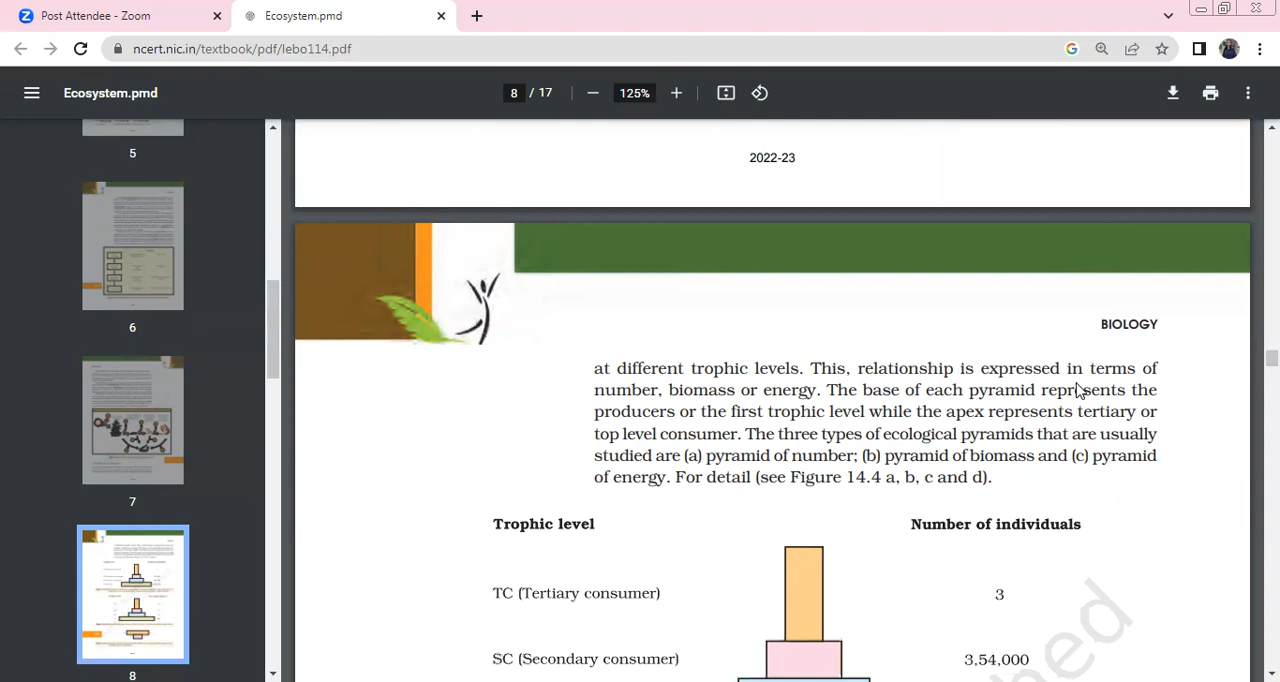 Post Attendee - Zoom
Ecosystem.pmd
ncert.nic.in/textbook/pdf/lebo114.pdf
Ecosystem.pmd
8 / 17
125%
5
6
7
8
2022-23
BIOLOGY
at different trophic levels. This, relationship is expressed in terms of
number, biomass or energy. The base of each pyramid represents the
producers or the first trophic level while the apex represents tertiary or
top level consumer. The three types of ecological pyramids that are usually
studied are (a) pyramid of number; (b) pyramid of biomass and (c) pyramid
of energy. For detail (see Figure 14.4 a, b, c and d).
Trophic level Number of individuals
TC (Tertiary consumer) 3
SC (Secondary consumer) 3,54,000